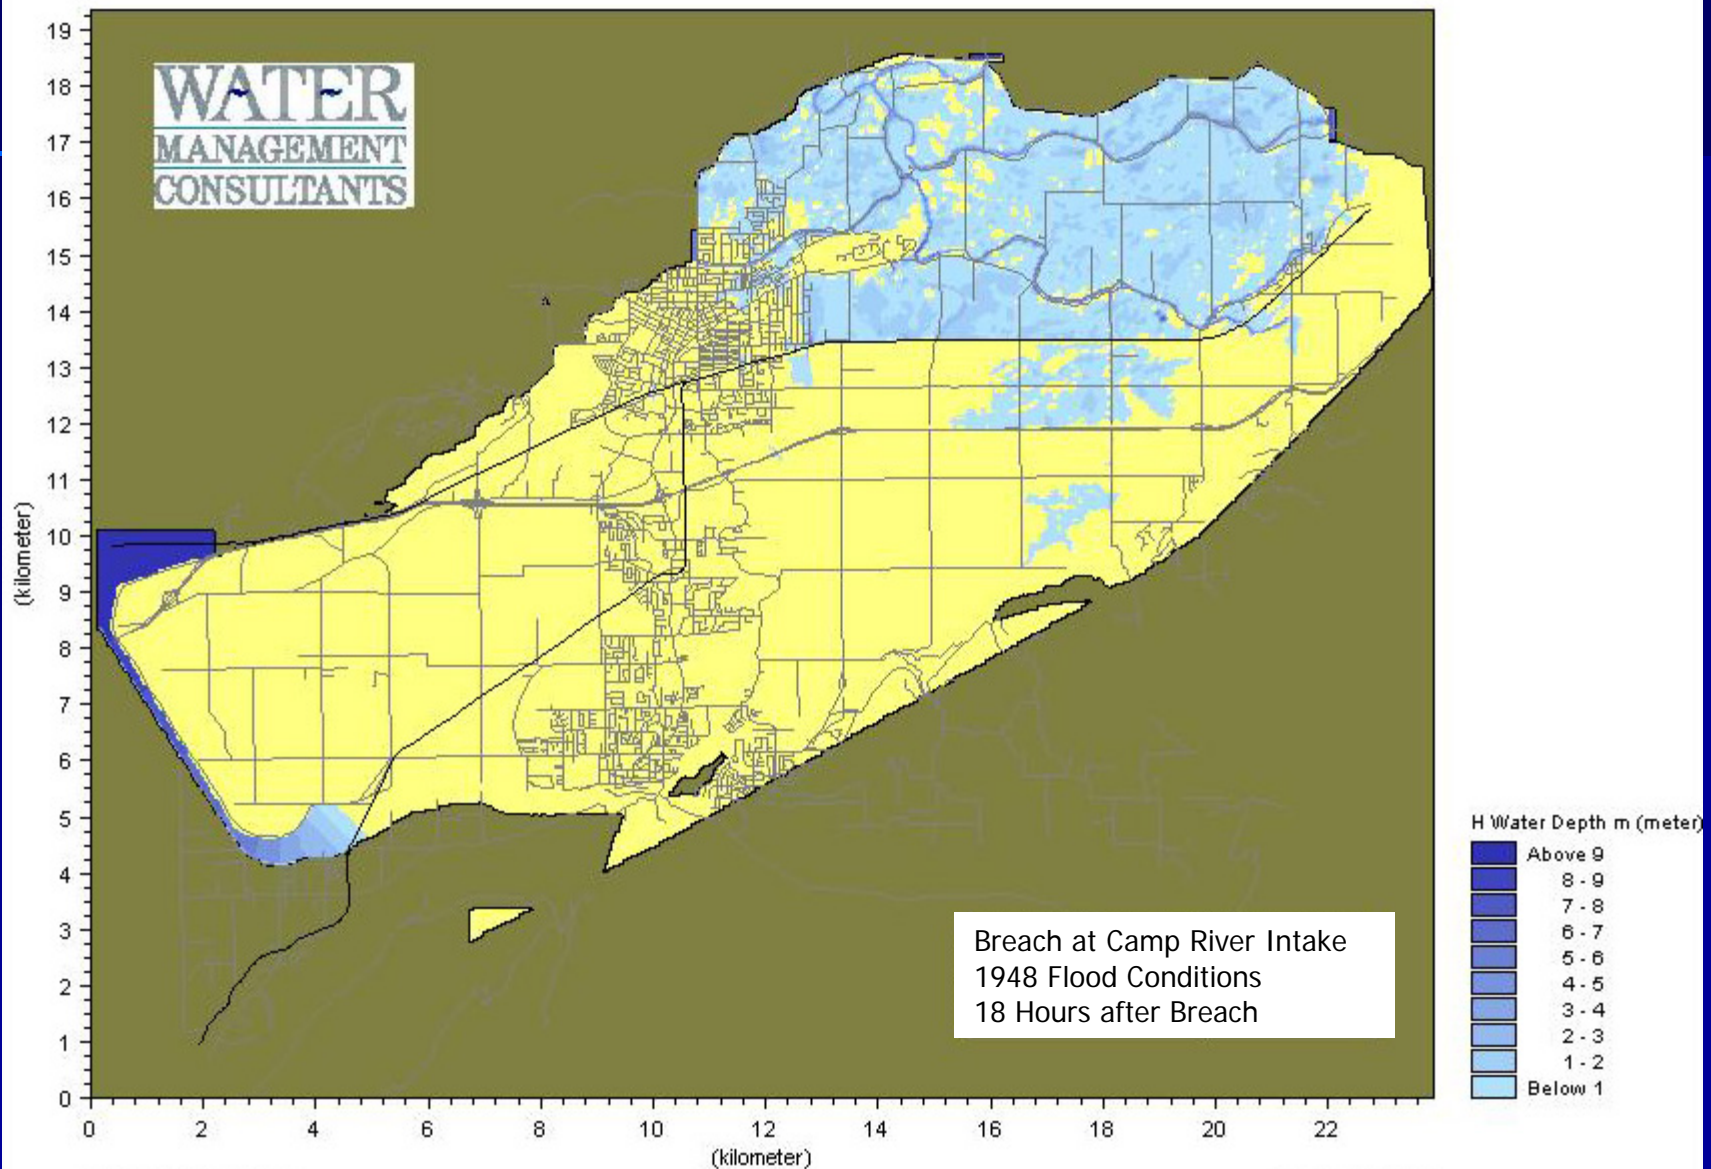 WATER
MANAGEMENT
CONSULTANTS
19
18
17
16
15
14
13
12
11
10
9
8
7
6
5
4
3
2
1
0
(kilometer)
0 2 4 6 8 10 12 14 16 18 20 22
(kilometer)
Breach at Camp River Intake
1948 Flood Conditions
18 Hours after Breach
H Water Depth m (meter)
Above 9
8 - 9
7 - 8
6 - 7
5 - 6
4 - 5
3 - 4
2 - 3
1 - 2
Below 1